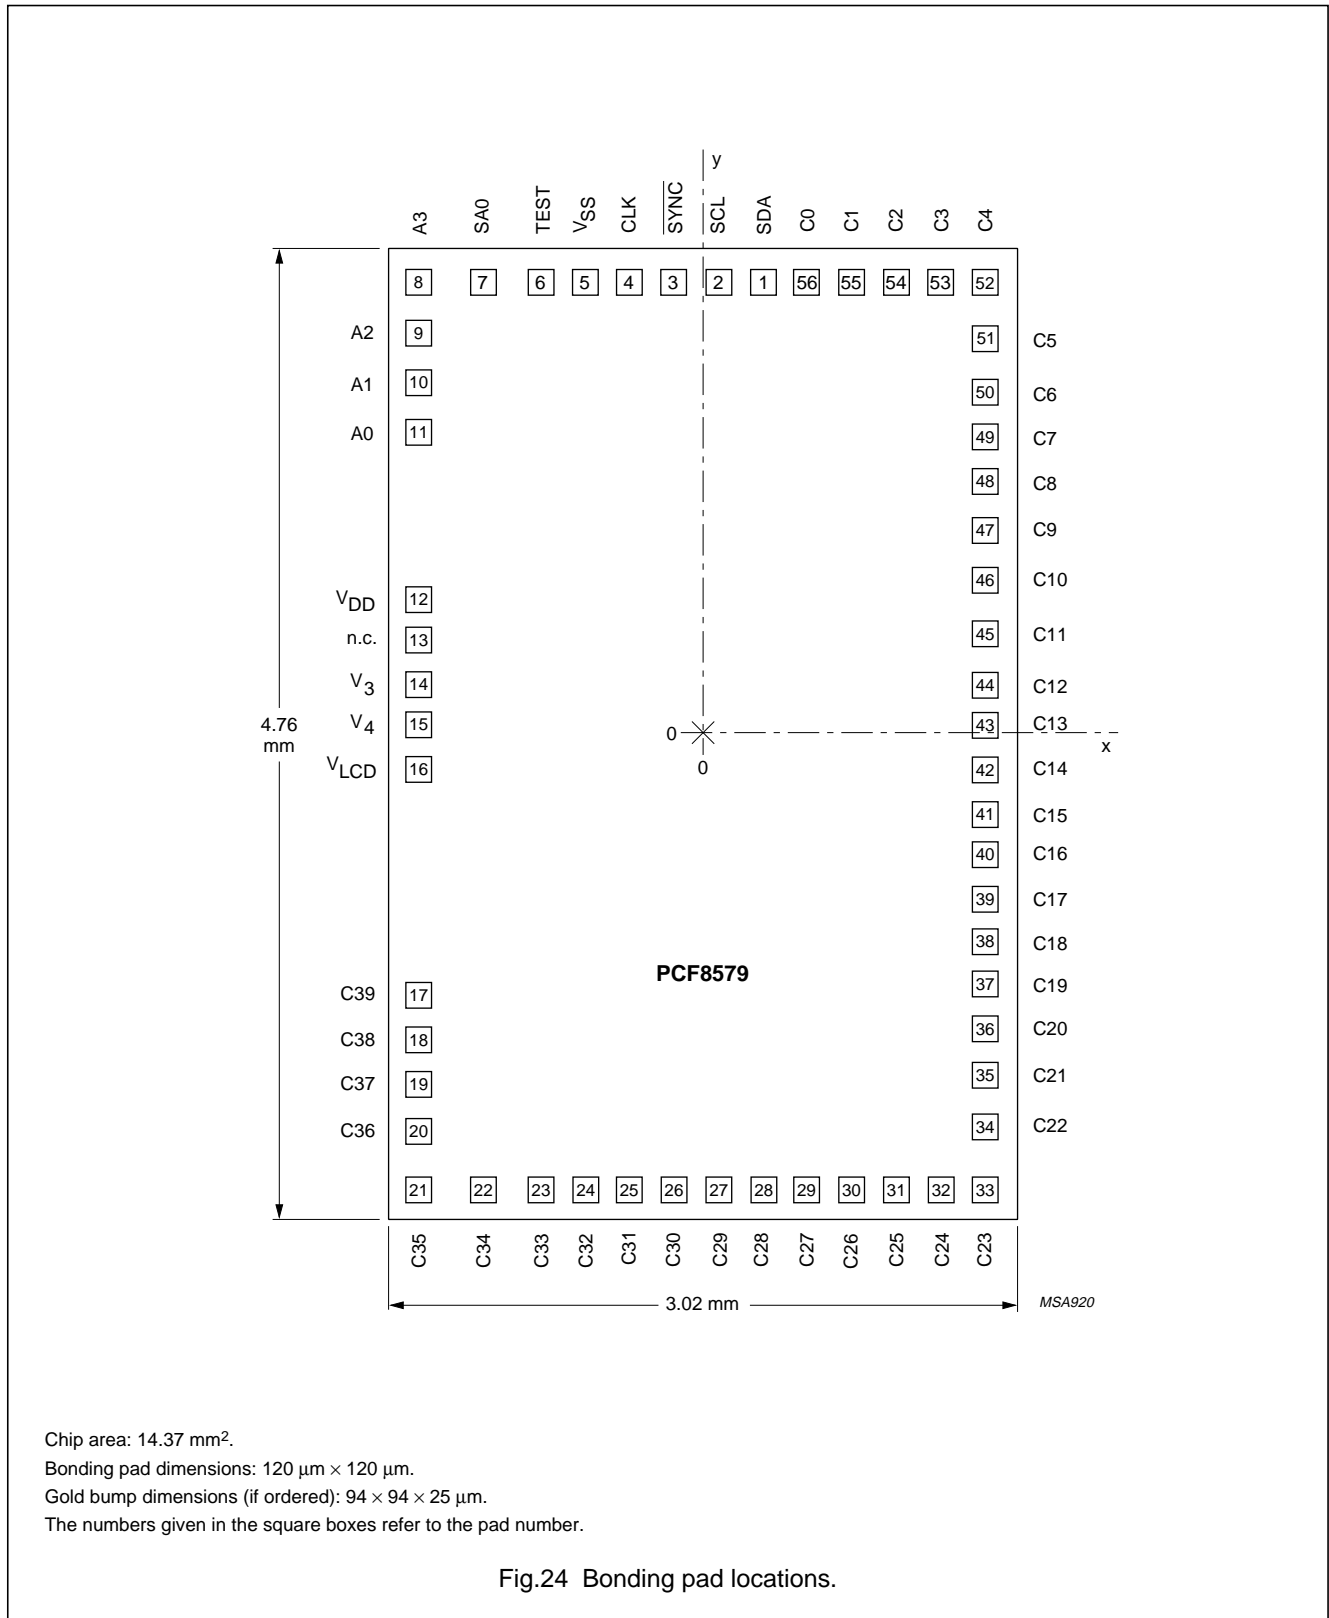 y
A3 SA0 TEST VSS CLK SYNC SCL SDA C0 C1 C2 C3 C4
8 7 6 5 4 3 2 1 56 55 54 53 52
A2 9 51 C5
A1 10 50 C6
A0 11 49 C7
48 C8
47 C9
46 C10
VDD 12
n.c. 13 45 C11
V3 14 44 C12
4.76 mm
V4 15 43 C13
0 x
0
VLCD 16 42 C14
41 C15
40 C16
39 C17
38 C18
PCF8579
37 C19
C39 17
C38 18 36 C20
C37 19 35 C21
C36 20 34 C22
21 22 23 24 25 26 27 28 29 30 31 32 33
C35 C34 C33 C32 C31 C30 C29 C28 C27 C26 C25 C24 C23
3.02 mm
MSA920
Chip area: 14.37 mm².
Bonding pad dimensions: 120 µm × 120 µm.
Gold bump dimensions (if ordered): 94 × 94 × 25 µm.
The numbers given in the square boxes refer to the pad number.
Fig.24 Bonding pad locations.